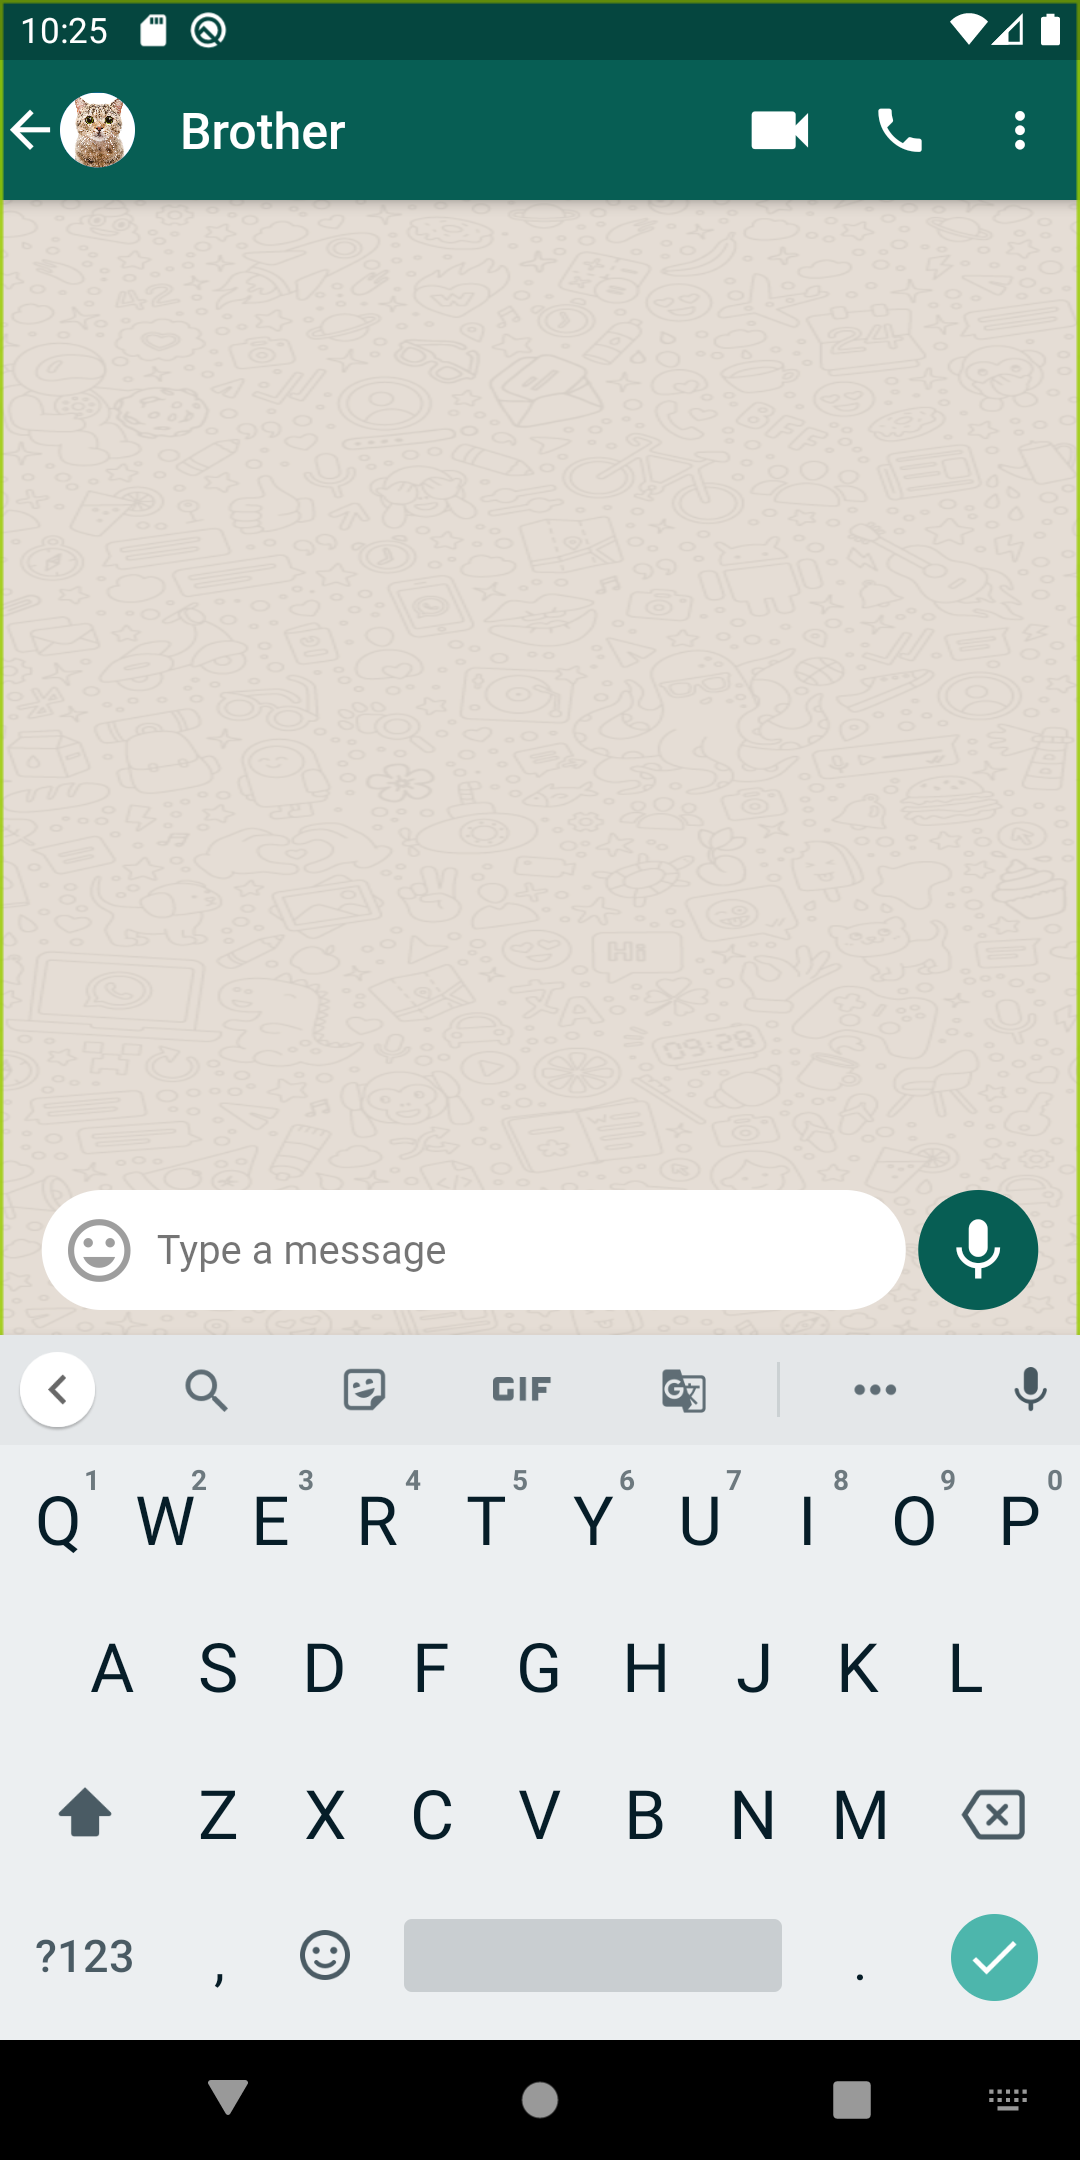 10:25
Brother
Type a message
GIF
1 2 3 4 5 6 7 8 9 0
Q W E R T Y U I O P
A S D F G H J K L
Z X C V B N M
?123 , .